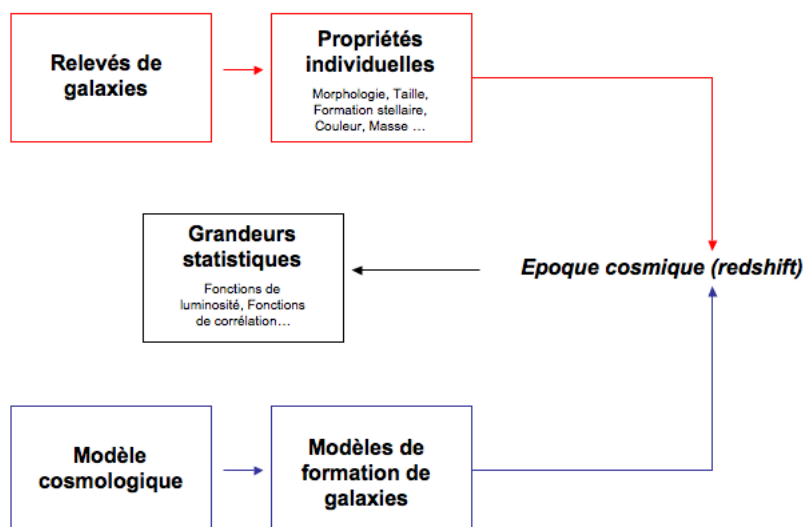 Relevés de
galaxies
Propriétés
individuelles
Morphologie, Taille,
Formation stellaire,
Couleur, Masse ...
Grandeurs
statistiques
Fonctions de
luminosité, Fonctions
de corrélation...
Epoque cosmique (redshift)
Modèle
cosmologique
Modèles de
formation de
galaxies